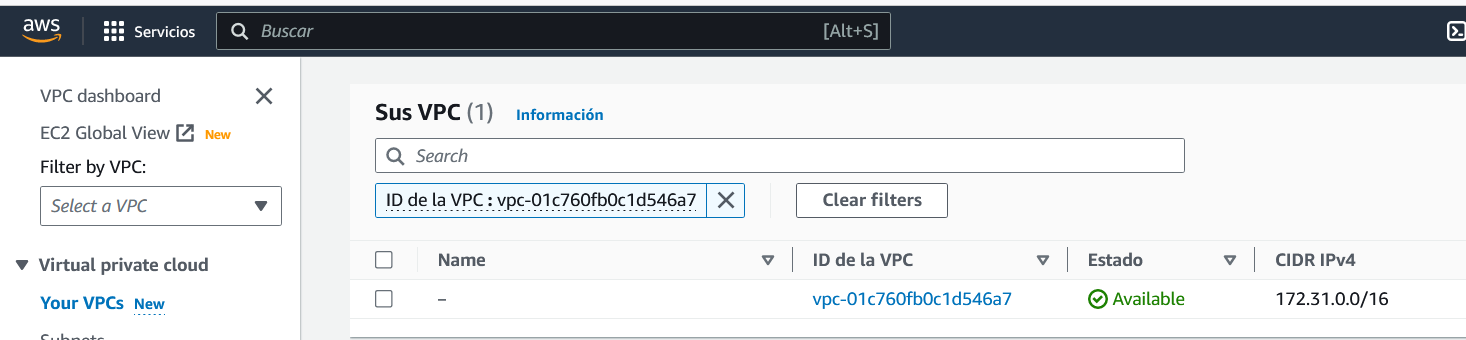 aws
Servicios
Buscar
[Alt+S]
VPC dashboard
EC2 Global View New
Filter by VPC:
Select a VPC
Virtual private cloud
Your VPCs New
Subnets
Sus VPC (1) Información
Search
ID de la VPC : vpc-01c760fb0c1d546a7
Clear filters
Name ID de la VPC Estado CIDR IPv4
– vpc-01c760fb0c1d546a7 Available 172.31.0.0/16